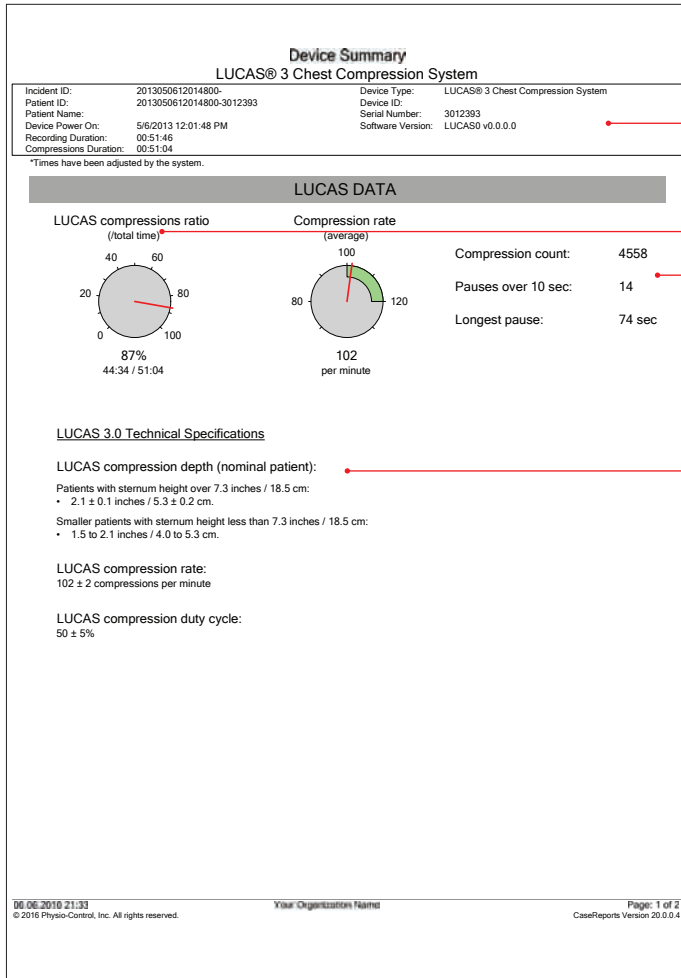 Device Summary
LUCAS® 3 Chest Compression System
Incident ID: 2013050612014800- Device Type: LUCAS® 3 Chest Compression System
Patient ID: 2013050612014800-3012393 Device ID:
Patient Name: Serial Number: 3012393
Device Power On: 5/6/2013 12:01:48 PM Software Version: LUCAS0 v0.0.0.0
Recording Duration: 00:51:46
Compressions Duration: 00:51:04
*Times have been adjusted by the system.
LUCAS DATA
LUCAS compressions ratio
(/total time)
0 20 40 60 80 100
87%
44:34 / 51:04
Compression rate
(average)
80 100 120
102
per minute
Compression count: 4558
Pauses over 10 sec: 14
Longest pause: 74 sec
LUCAS 3.0 Technical Specifications
LUCAS compression depth (nominal patient):
Patients with sternum height over 7.3 inches / 18.5 cm:
• 2.1 ± 0.1 inches / 5.3 ± 0.2 cm.
Smaller patients with sternum height less than 7.3 inches / 18.5 cm:
• 1.5 to 2.1 inches / 4.0 to 5.3 cm.
LUCAS compression rate:
102 ± 2 compressions per minute
LUCAS compression duty cycle:
50 ± 5%
21:33 Your Organization Name Page: 1 of 2
© 2016 Physio-Control, Inc. All rights reserved. CaseReports Version 20.0.0.4